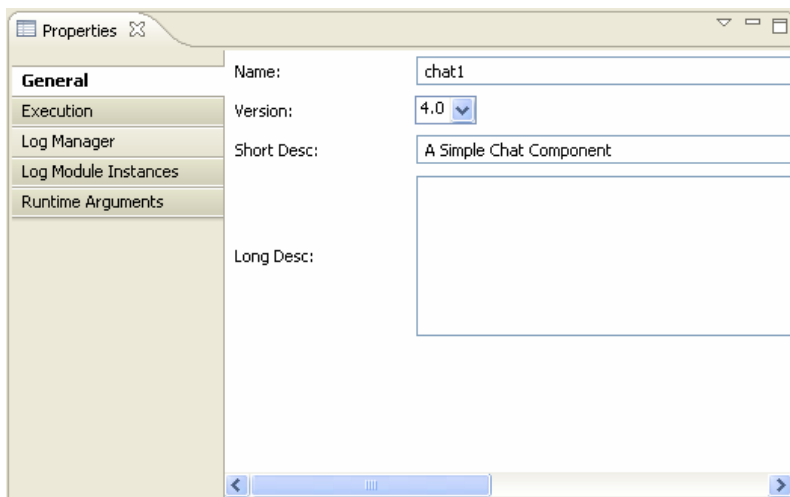 Properties
General
Execution
Log Manager
Log Module Instances
Runtime Arguments
Name:
chat1
Version:
4.0
Short Desc:
A Simple Chat Component
Long Desc: